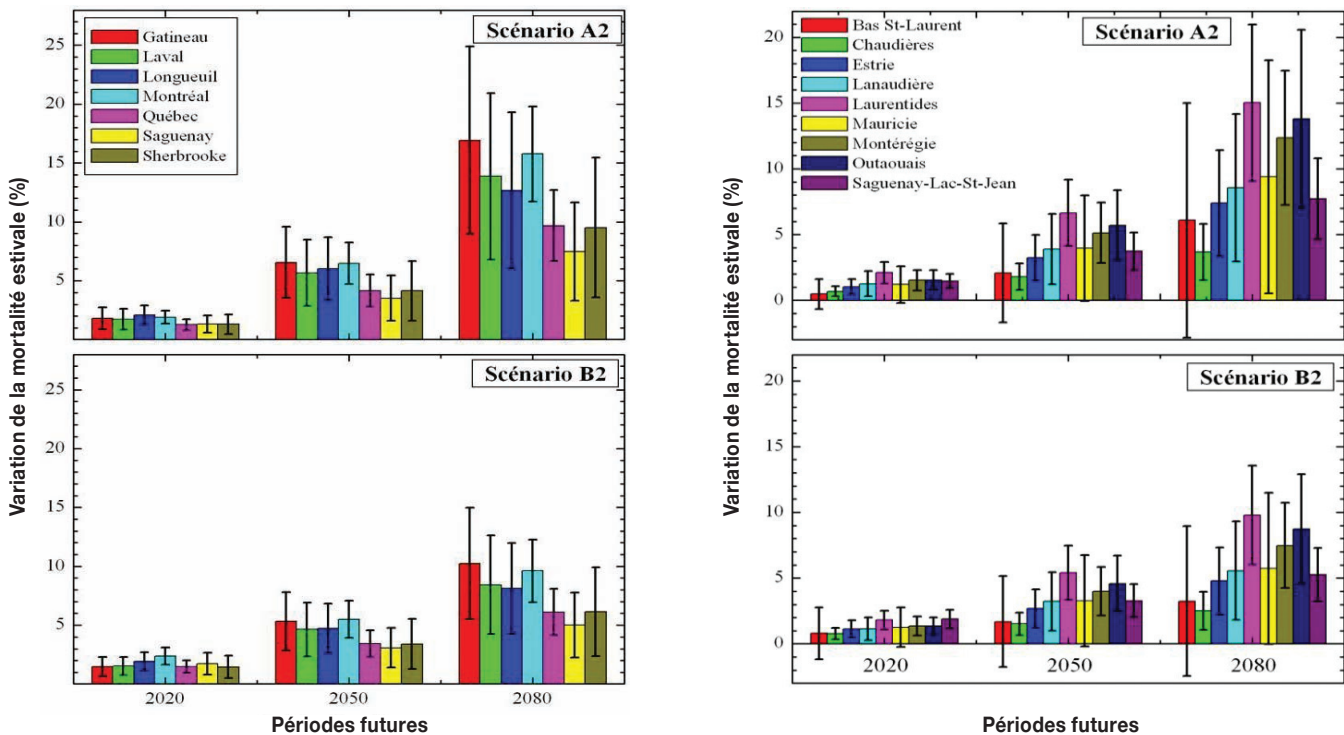 Variation de la mortalité estivale (%)
Scénario A2
Gatineau
Laval
Longueuil
Montréal
Québec
Saguenay
Sherbrooke
25
20
15
10
5
Scénario B2
25
20
15
10
5
2020
2050
2080
Périodes futures
Variation de la mortalité estivale (%)
Scénario A2
Bas St-Laurent
Chaudières
Estrie
Lanaudière
Laurentides
Mauricie
Montérégie
Outaouais
Saguenay-Lac-St-Jean
20
15
10
5
0
Scénario B2
20
15
10
5
0
2020
2050
2080
Périodes futures